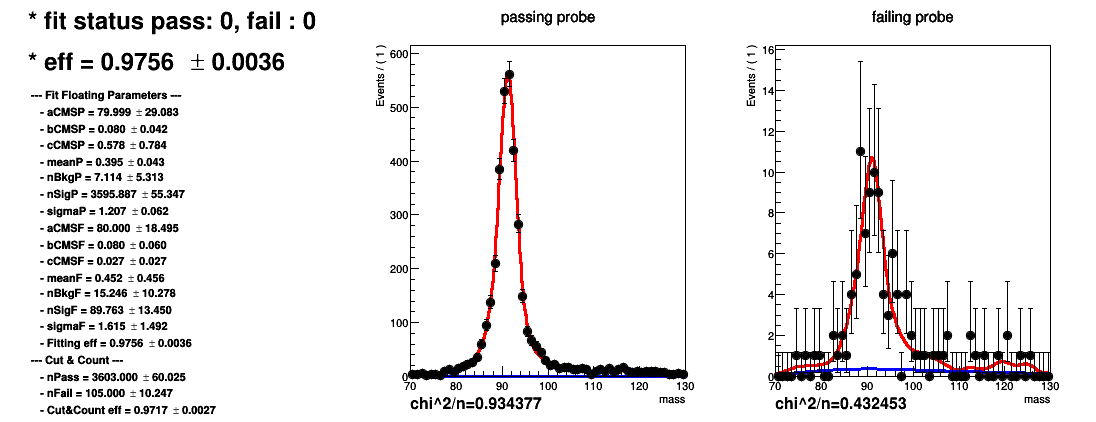 * fit status pass: 0, fail : 0
* eff = 0.9756 ± 0.0036
--- Fit Floating Parameters ---
- aCMSP = 79.999 ± 29.083
- bCMSP = 0.080 ± 0.042
- cCMSP = 0.578 ± 0.784
- meanP = 0.395 ± 0.043
- nBkgP = 7.114 ± 5.313
- nSigP = 3595.887 ± 55.347
- sigmaP = 1.207 ± 0.062
- aCMSF = 80.000 ± 18.495
- bCMSF = 0.080 ± 0.060
- cCMSF = 0.027 ± 0.027
- meanF = 0.452 ± 0.456
- nBkgF = 15.246 ± 10.278
- nSigF = 89.763 ± 13.450
- sigmaF = 1.615 ± 1.492
- Fitting eff = 0.9756 ± 0.0036
--- Cut & Count ---
- nPass = 3603.000 ± 60.025
- nFail = 105.000 ± 10.247
- Cut&Count eff = 0.9717 ± 0.0027
passing probe
Events / ( 1 )
600
500
400
300
200
100
0
70 80 90 100 110 120 130
mass
chi^2/n=0.934377
failing probe
Events / ( 1 )
16
14
12
10
8
6
4
2
0
70 80 90 100 110 120 130
mass
chi^2/n=0.432453